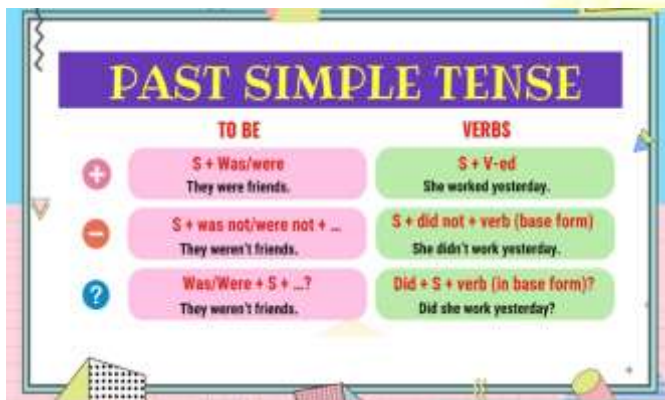 PAST SIMPLE TENSE
TO BE
VERBS
+
S + Was/were
They were friends.
S + V-ed
She worked yesterday.
−
S + was not/were not + ...
They weren't friends.
S + did not + verb (base form)
She didn't work yesterday.
?
Was/Were + S + ...?
They weren't friends.
Did + S + verb (in base form)?
Did she work yesterday?